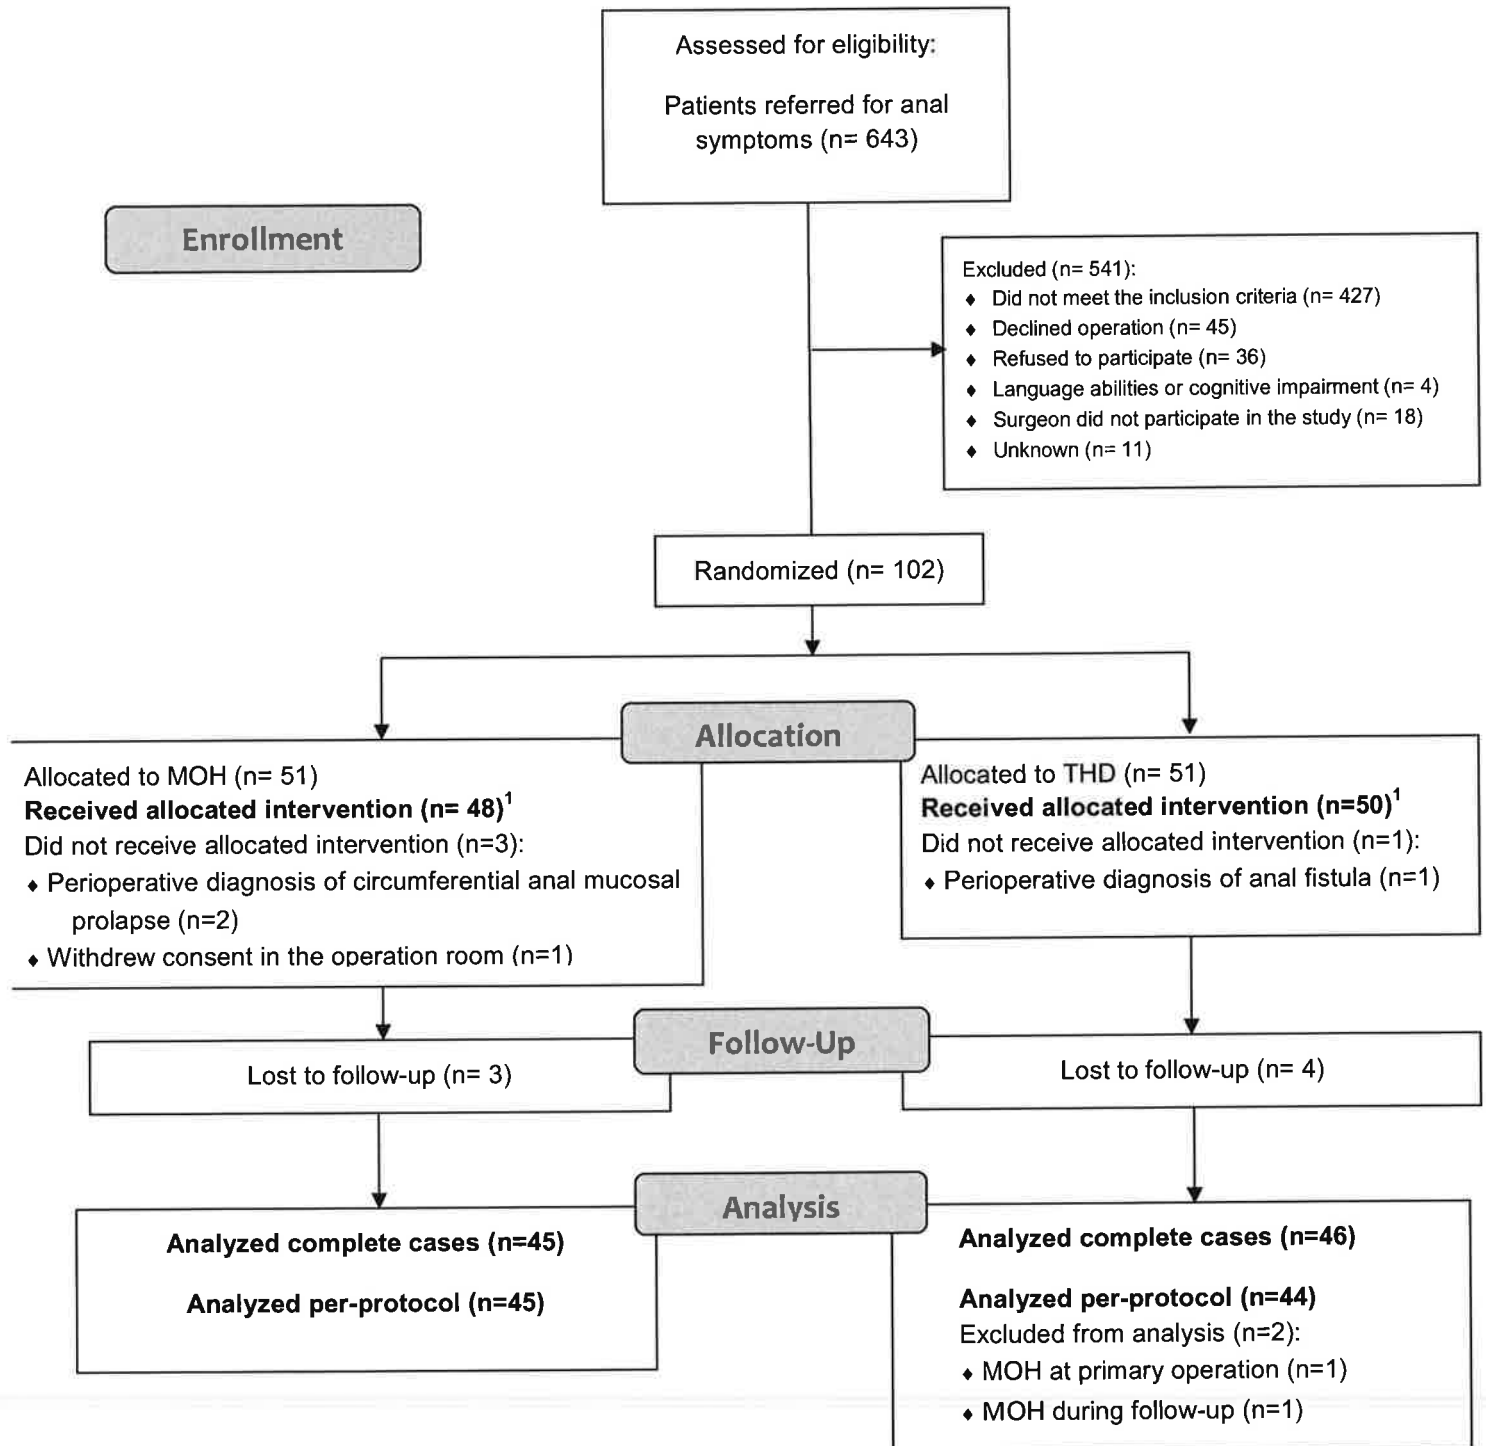 Assessed for eligibility:
Patients referred for anal
symptoms (n= 643)
Enrollment
Excluded (n= 541):
♦ Did not meet the inclusion criteria (n= 427)
♦ Declined operation (n= 45)
♦ Refused to participate (n= 36)
♦ Language abilities or cognitive impairment (n= 4)
♦ Surgeon did not participate in the study (n= 18)
♦ Unknown (n= 11)
Randomized (n= 102)
Allocation
Allocated to MOH (n= 51)
Received allocated intervention (n= 48)¹
Did not receive allocated intervention (n=3):
♦ Perioperative diagnosis of circumferential anal mucosal
prolapse (n=2)
♦ Withdrew consent in the operation room (n=1)
Allocated to THD (n= 51)
Received allocated intervention (n=50)¹
Did not receive allocated intervention (n=1):
♦ Perioperative diagnosis of anal fistula (n=1)
Follow-Up
Lost to follow-up (n= 3)
Lost to follow-up (n= 4)
Analysis
Analyzed complete cases (n=45)
Analyzed per-protocol (n=45)
Analyzed complete cases (n=46)
Analyzed per-protocol (n=44)
Excluded from analysis (n=2):
♦ MOH at primary operation (n=1)
♦ MOH during follow-up (n=1)